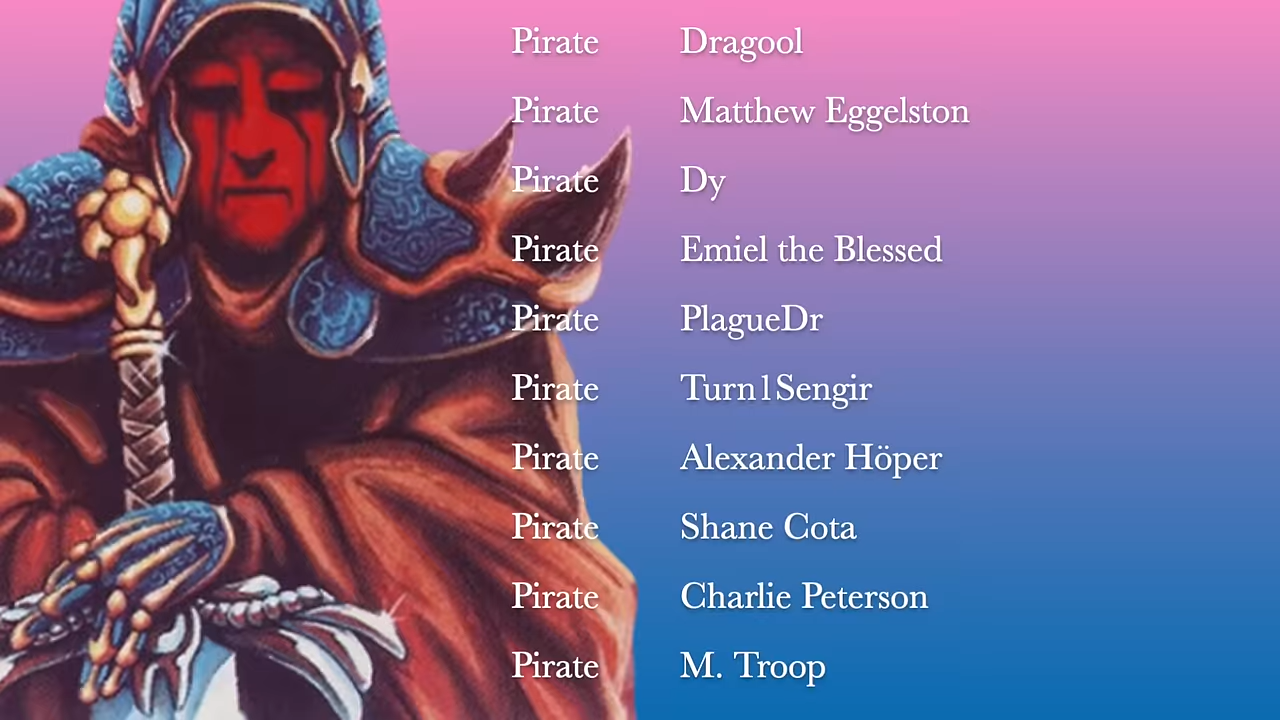 Pirate Dragool
Pirate Matthew Eggelston
Pirate Dy
Pirate Emiel the Blessed
Pirate PlagueDr
Pirate Turn1Sengir
Pirate Alexander Höper
Pirate Shane Cota
Pirate Charlie Peterson
Pirate M. Troop